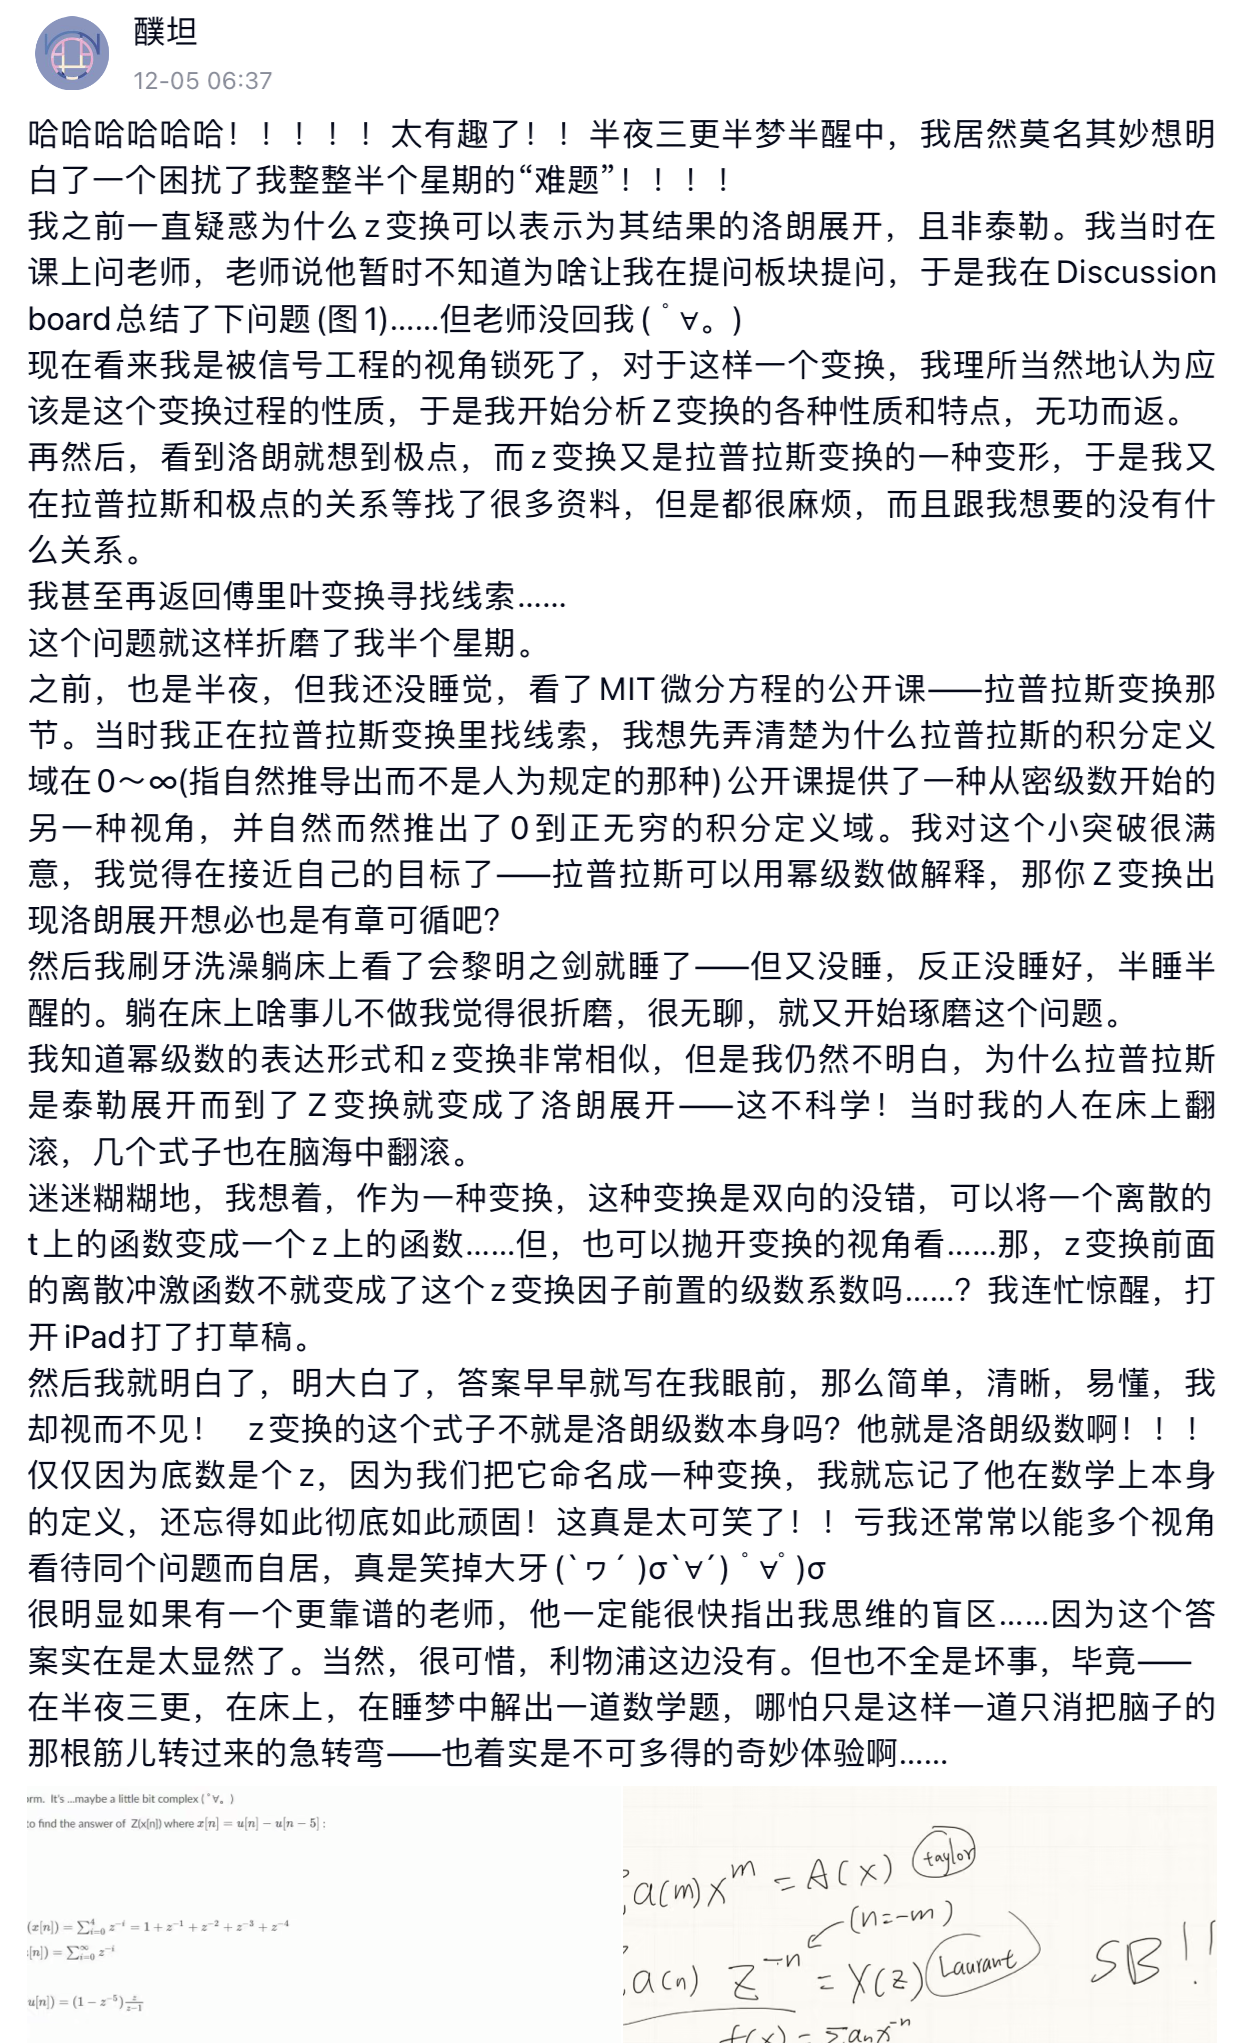 醭坦
12-05 06:37
哈哈哈哈哈哈！！！！！太有趣了！！半夜三更半梦半醒中，我居然莫名其妙想明
白了一个困扰了我整整半个星期的“难题”！！！！
我之前一直疑惑为什么z变换可以表示为其结果的洛朗展开，且非泰勒。我当时在
课上问老师，老师说他暂时不知道为啥让我在提问板块提问，于是我在Discussion
board总结了下问题(图1)……但老师没回我( ﾟ∀。)
现在看来我是被信号工程的视角锁死了，对于这样一个变换，我理所当然地认为应
该是这个变换过程的性质，于是我开始分析Z变换的各种性质和特点，无功而返。
再然后，看到洛朗就想到极点，而z变换又是拉普拉斯变换的一种变形，于是我又
在拉普拉斯和极点的关系等找了很多资料，但是都很麻烦，而且跟我想要的没有什
么关系。
我甚至再返回傅里叶变换寻找线索……
这个问题就这样折磨了我半个星期。
之前，也是半夜，但我还没睡觉，看了MIT微分方程的公开课——拉普拉斯变换那
节。当时我正在拉普拉斯变换里找线索，我想先弄清楚为什么拉普拉斯的积分定义
域在0～∞(指自然推导出而不是人为规定的那种)公开课提供了一种从密级数开始的
另一种视角，并自然而然推出了0到正无穷的积分定义域。我对这个小突破很满
意，我觉得在接近自己的目标了——拉普拉斯可以用幂级数做解释，那你Z变换出
现洛朗展开想必也是有章可循吧？
然后我刷牙洗澡躺床上看了会黎明之剑就睡了——但又没睡，反正没睡好，半睡半
醒的。躺在床上啥事儿不做我觉得很折磨，很无聊，就又开始琢磨这个问题。
我知道幂级数的表达形式和z变换非常相似，但是我仍然不明白，为什么拉普拉斯
是泰勒展开而到了Z变换就变成了洛朗展开——这不科学！当时我的人在床上翻
滚，几个式子也在脑海中翻滚。
迷迷糊糊地，我想着，作为一种变换，这种变换是双向的没错，可以将一个离散的
t上的函数变成一个z上的函数……但，也可以抛开变换的视角看……那，z变换前面
的离散冲激函数不就变成了这个z变换因子前置的级数系数吗……？我连忙惊醒，打
开iPad打了打草稿。
然后我就明白了，明大白了，答案早早就写在我眼前，那么简单，清晰，易懂，我
却视而不见！ z变换的这个式子不就是洛朗级数本身吗？他就是洛朗级数啊！！！
仅仅因为底数是个z，因为我们把它命名成一种变换，我就忘记了他在数学上本身
的定义，还忘得如此彻底如此顽固！这真是太可笑了！！亏我还常常以能多个视角
看待同个问题而自居，真是笑掉大牙(`ヮ´ )σ`∀´) ﾟ∀ﾟ)σ
很明显如果有一个更靠谱的老师，他一定能很快指出我思维的盲区……因为这个答
案实在是太显然了。当然，很可惜，利物浦这边没有。但也不全是坏事，毕竟——
在半夜三更，在床上，在睡梦中解出一道数学题，哪怕只是这样一道只消把脑子的
那根筋儿转过来的急转弯——也着实是不可多得的奇妙体验啊……
rm. It's ...maybe a little bit complex ( ﾟ∀。)
to find the answer of Z(x[n]) where x[n] = u[n] − u[n − 5] :
(x[n]) = ∑_{i=0}^{4} z^{-i} = 1 + z^{-1} + z^{-2} + z^{-3} + z^{-4}
[n]) = ∑_{i=0}^{∞} z^{-i}
u[n]) = (1 − z^{-5}) z/(z−1)
a(m)x^m = A(x) taylor
(n=-m)
a(n) z^{-n} = X(z) Laurant
SB!!
f(x) = Σa_n x^{-n}